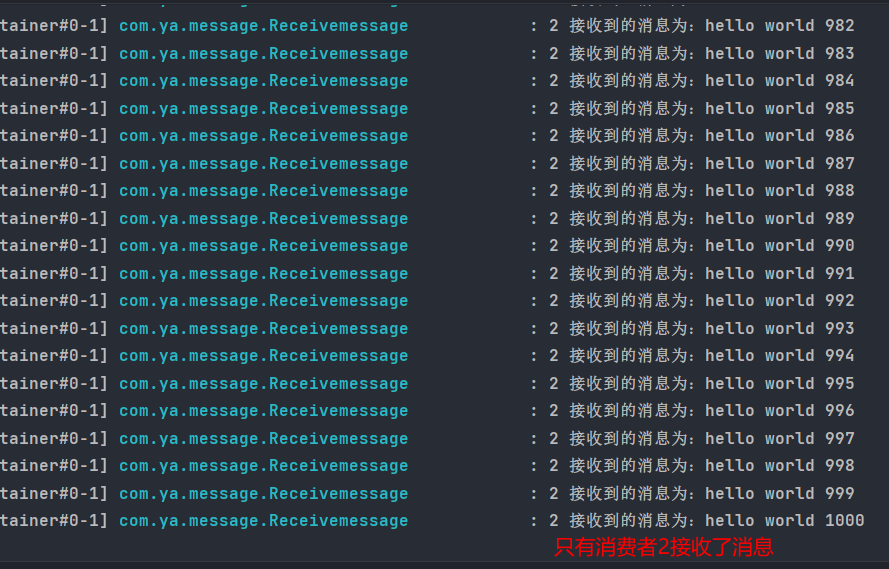 tainer#0-1] com.ya.message.Receivemessage : 2 接收到的消息为：hello world 982
tainer#0-1] com.ya.message.Receivemessage : 2 接收到的消息为：hello world 983
tainer#0-1] com.ya.message.Receivemessage : 2 接收到的消息为：hello world 984
tainer#0-1] com.ya.message.Receivemessage : 2 接收到的消息为：hello world 985
tainer#0-1] com.ya.message.Receivemessage : 2 接收到的消息为：hello world 986
tainer#0-1] com.ya.message.Receivemessage : 2 接收到的消息为：hello world 987
tainer#0-1] com.ya.message.Receivemessage : 2 接收到的消息为：hello world 988
tainer#0-1] com.ya.message.Receivemessage : 2 接收到的消息为：hello world 989
tainer#0-1] com.ya.message.Receivemessage : 2 接收到的消息为：hello world 990
tainer#0-1] com.ya.message.Receivemessage : 2 接收到的消息为：hello world 991
tainer#0-1] com.ya.message.Receivemessage : 2 接收到的消息为：hello world 992
tainer#0-1] com.ya.message.Receivemessage : 2 接收到的消息为：hello world 993
tainer#0-1] com.ya.message.Receivemessage : 2 接收到的消息为：hello world 994
tainer#0-1] com.ya.message.Receivemessage : 2 接收到的消息为：hello world 995
tainer#0-1] com.ya.message.Receivemessage : 2 接收到的消息为：hello world 996
tainer#0-1] com.ya.message.Receivemessage : 2 接收到的消息为：hello world 997
tainer#0-1] com.ya.message.Receivemessage : 2 接收到的消息为：hello world 998
tainer#0-1] com.ya.message.Receivemessage : 2 接收到的消息为：hello world 999
tainer#0-1] com.ya.message.Receivemessage : 2 接收到的消息为：hello world 1000
只有消费者2接收了消息